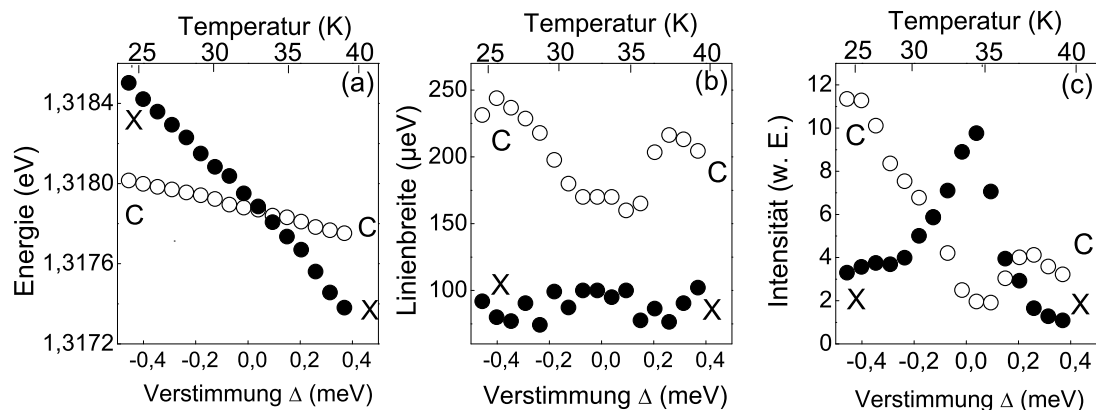 Temperatur (K)
25 30 35 40
(a)
1,3184
1,3180
1,3176
1,3172
Energie (eV)
X
C
C
X
-0,4 -0,2 0,0 0,2 0,4
Verstimmung Δ (meV)
Temperatur (K)
25 30 35 40
(b)
250
200
150
100
Linienbreite (µeV)
C
C
X
X
-0,4 -0,2 0,0 0,2 0,4
Verstimmung Δ (meV)
Temperatur (K)
25 30 35 40
(c)
12
10
8
6
4
2
0
Intensität (w. E.)
C
C
X
X
-0,4 -0,2 0,0 0,2 0,4
Verstimmung Δ (meV)